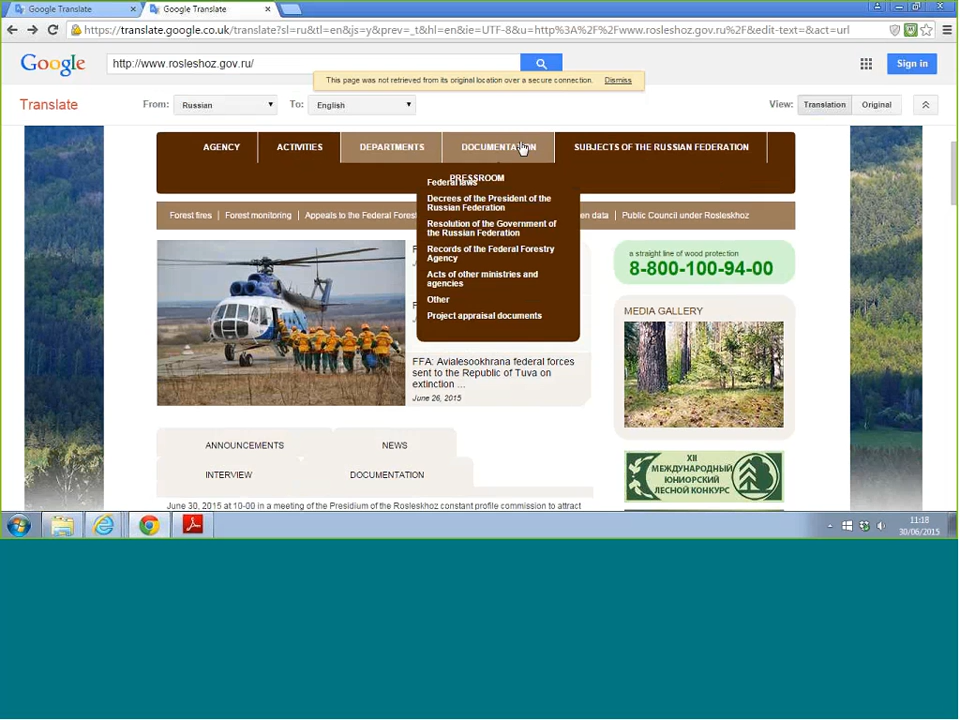 Google Translate
Google Translate
https://translate.google.co.uk/translate?sl=ru&tl=en&js=y&prev=_t&hl=en&ie=UTF-8&u=http%3A%2F%2Fwww.rosleshoz.gov.ru%2F&edit-text=&act=url
Google
http://www.rosleshoz.gov.ru/
Sign in
This page was not retrieved from its original location over a secure connection. Dismiss
Translate
From: Russian
To: English
View: Translation Original
AGENCY ACTIVITIES DEPARTMENTS DOCUMENTATION SUBJECTS OF THE RUSSIAN FEDERATION
PRESSROOM
Federal laws
Decrees of the President of the
Russian Federation
Resolution of the Government of
the Russian Federation
Records of the Federal Forestry
Agency
Acts of other ministries and
agencies
Other
Project appraisal documents
Forest fires Forest monitoring Appeals to the Federal Forest
en data Public Council under Rosleskhoz
a straight line of wood protection
8-800-100-94-00
MEDIA GALLERY
FFA: Avialesookhrana federal forces
sent to the Republic of Tuva on
extinction ...
June 26, 2015
ANNOUNCEMENTS NEWS
INTERVIEW DOCUMENTATION
XII
МЕЖДУНАРОДНЫЙ
ЮНИОРСКИЙ
ЛЕСНОЙ КОНКУРС
June 30, 2015 at 10-00 in a meeting of the Presidium of the Rosleskhoz constant profile commission to attract
11:18
30/06/2015